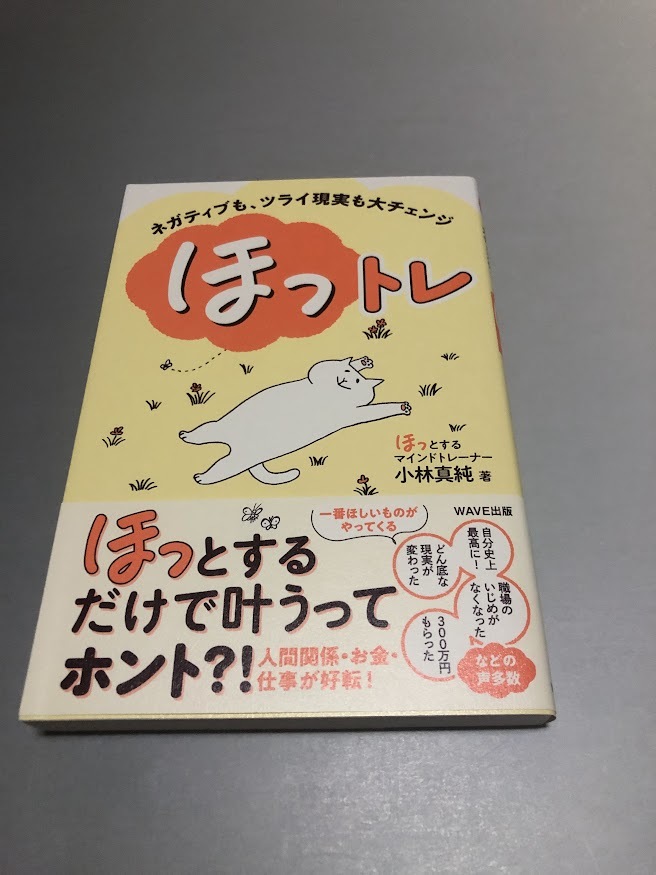 ネガティブも、ツライ現実も大チェンジ
ほっトレ
ほっとする
マインドトレーナー
小林真純 著
WAVE出版
一番ほしいものが
やってくる
ほっとする
だけで叶うって
ホント?!
人間関係・お金・
仕事が好転!
自分史上
最高に!
どん底な
現実が
変わった
職場の
いじめが
なくなった
300万円
もらった
などの
声多数